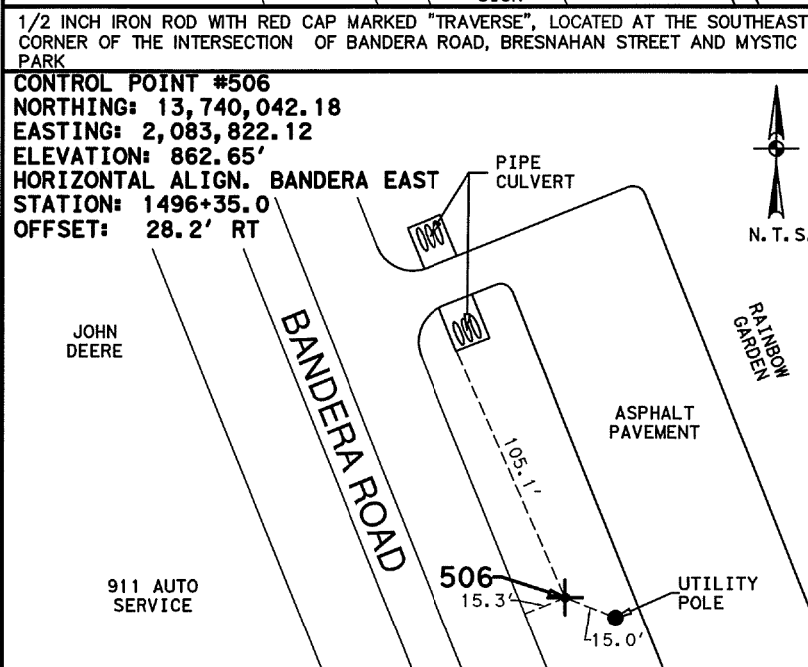 1/2 INCH IRON ROD WITH RED CAP MARKED "TRAVERSE", LOCATED AT THE SOUTHEAST
CORNER OF THE INTERSECTION OF BANDERA ROAD, BRESNAHAN STREET AND MYSTIC
PARK
CONTROL POINT #506
NORTHING: 13,740,042.18
EASTING: 2,083,822.12
ELEVATION: 862.65'
HORIZONTAL ALIGN. BANDERA EAST
STATION: 1496+35.0
OFFSET: 28.2' RT
PIPE
CULVERT
N.T.S.
JOHN
DEERE
BANDERA ROAD
RAINBOW
GARDEN
ASPHALT
PAVEMENT
105.1'
911 AUTO
SERVICE
506
15.3'
UTILITY
POLE
15.0'